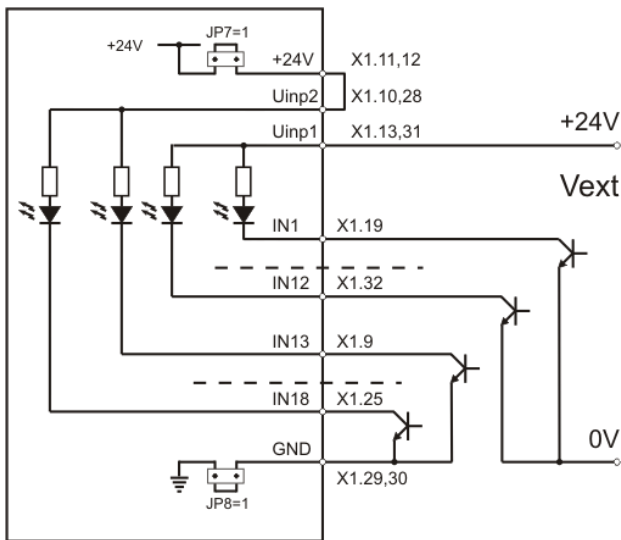 JP7=1
+24V
+24V X1.11,12
Uinp2 X1.10,28
Uinp1 X1.13,31
+24V
Vext
IN1 X1.19
IN12 X1.32
IN13 X1.9
IN18 X1.25
0V
GND
X1.29,30
JP8=1